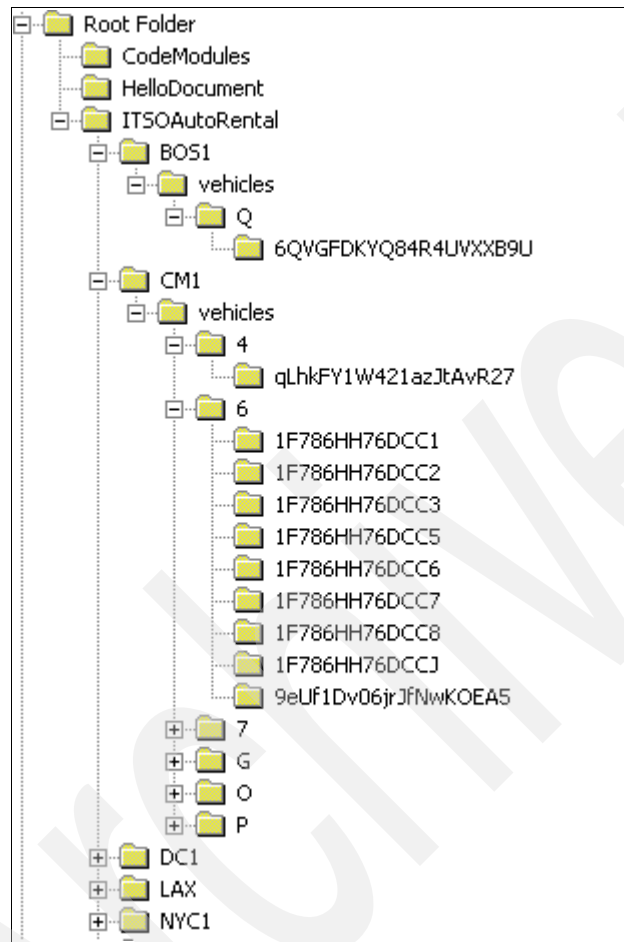 Root Folder
CodeModules
HelloDocument
ITSOAutoRental
BOS1
vehicles
Q
6QVGFDKYQ84R4UVXXB9U
CM1
vehicles
4
qLhkFY1W421azJtAvR27
6
1F786HH76DCC1
1F786HH76DCC2
1F786HH76DCC3
1F786HH76DCC5
1F786HH76DCC6
1F786HH76DCC7
1F786HH76DCC8
1F786HH76DCCJ
9eUf1Dv06jrJfNwKOEA5
7
G
O
P
DC1
LAX
NYC1